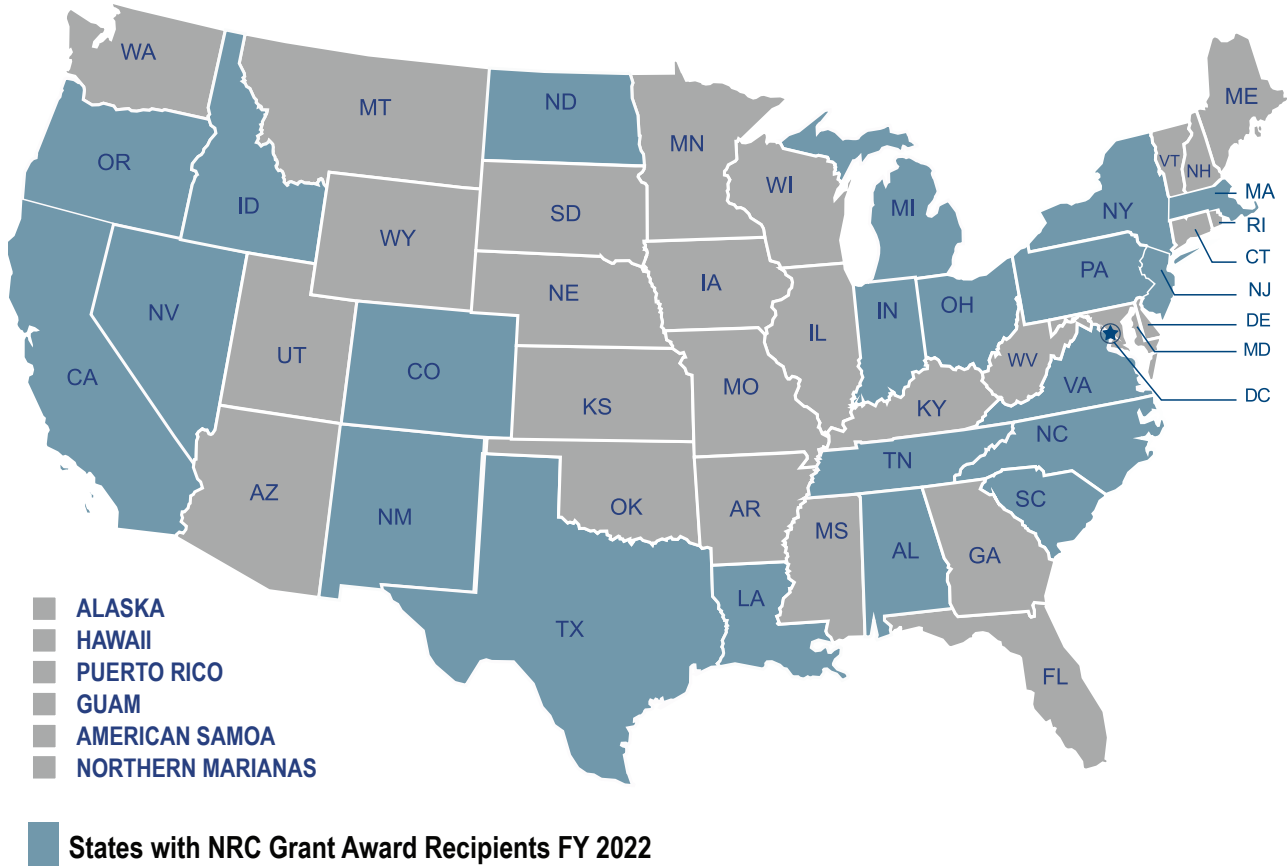 WA
MT
ND
MN
ME
OR
ID
WY
SD
WI
MI
VT
NH
NY
MA
RI
CT
NJ
DE
MD
DC
NV
UT
CO
NE
IA
IL
IN
OH
PA
CA
KS
MO
WV
KY
VA
AZ
NM
OK
AR
TN
NC
SC
TX
LA
MS
AL
GA
FL
ALASKA
HAWAII
PUERTO RICO
GUAM
AMERICAN SAMOA
NORTHERN MARIANAS
States with NRC Grant Award Recipients FY 2022